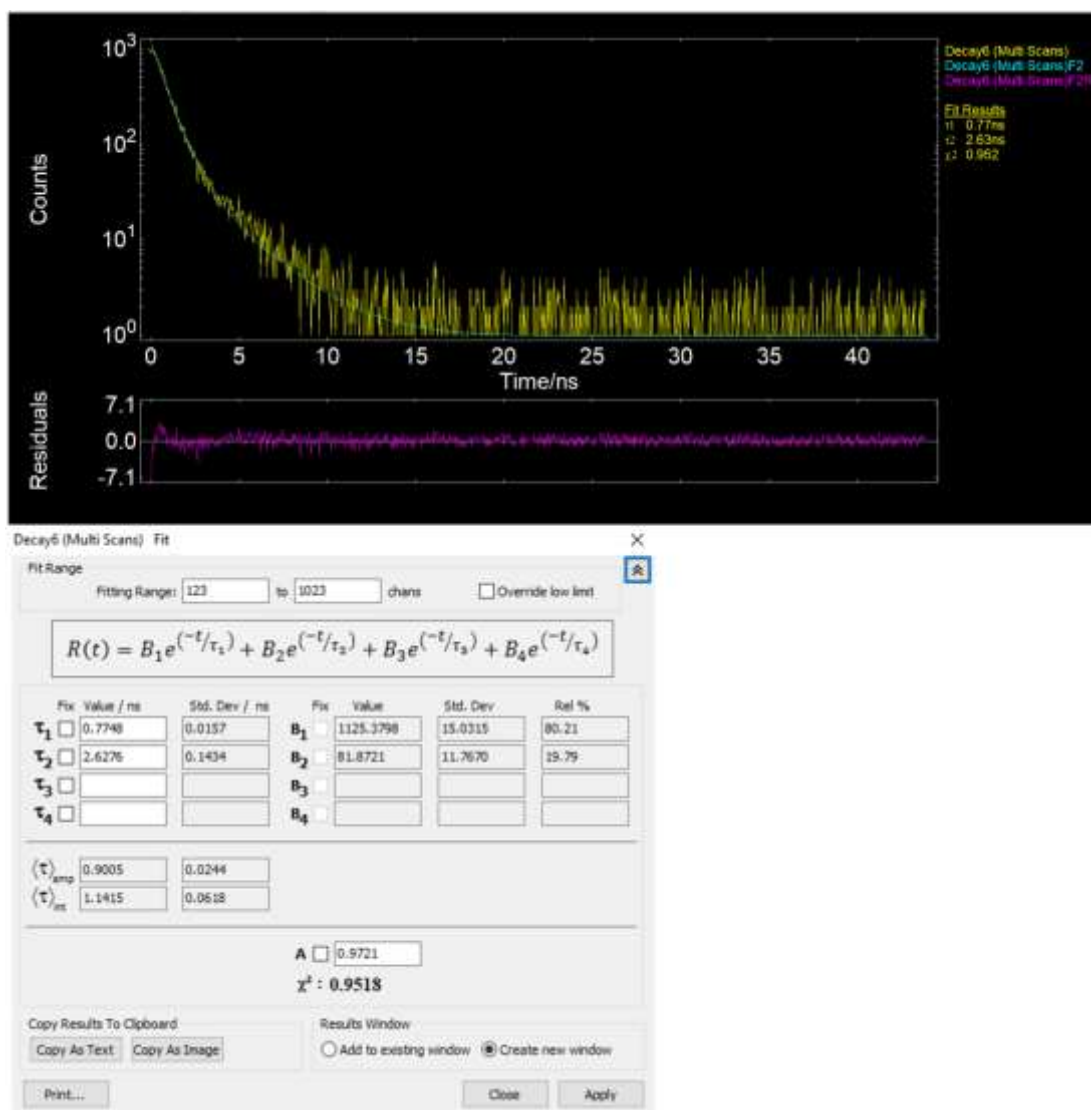 10³
10²
10¹
10⁰
Counts
0 5 10 15 20 25 30 35 40
Time/ns
7.1
0.0
-7.1
Residuals
Decay6 (Multi Scans)
Decay6 (Multi Scans)F2
Decay6 (Multi Scans)F2R
Fit Results
τ1 0.77ns
τ2 2.63ns
χ2 0.952
Decay6 (Multi Scans) Fit
Fit Range
Fitting Range: 123 to 1023 chans Override low limit
R(t) = B₁e^(-t/τ₁) + B₂e^(-t/τ₂) + B₃e^(-t/τ₃) + B₄e^(-t/τ₄)
Fix Value / ns Std. Dev / ns Fix Value Std. Dev Rel %
τ₁ 0.7748 0.0157 B₁ 1125.3798 15.0315 80.21
τ₂ 2.6276 0.1434 B₂ 81.8721 11.7670 19.79
τ₃ B₃
τ₄ B₄
⟨τ⟩amp 0.9005 0.0244
⟨τ⟩int 1.1415 0.0618
A 0.9721
χ² : 0.9518
Copy Results To Clipboard
Copy As Text Copy As Image
Results Window
Add to existing window Create new window
Print... Close Apply